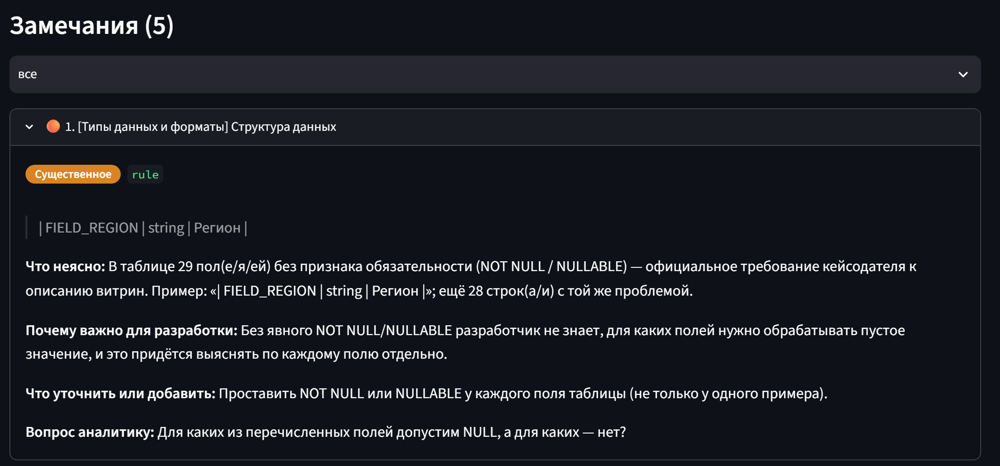 Замечания (5)
все
1. [Типы данных и форматы] Структура данных
Существенное rule
| FIELD_REGION | string | Регион |
Что неясно: В таблице 29 пол(е/я/ей) без признака обязательности (NOT NULL / NULLABLE) — официальное требование кейсодателя к
описанию витрин. Пример: «| FIELD_REGION | string | Регион |»; ещё 28 строк(а/и) с той же проблемой.
Почему важно для разработки: Без явного NOT NULL/NULLABLE разработчик не знает, для каких полей нужно обрабатывать пустое
значение, и это придётся выяснять по каждому полю отдельно.
Что уточнить или добавить: Проставить NOT NULL или NULLABLE у каждого поля таблицы (не только у одного примера).
Вопрос аналитику: Для каких из перечисленных полей допустим NULL, а для каких — нет?